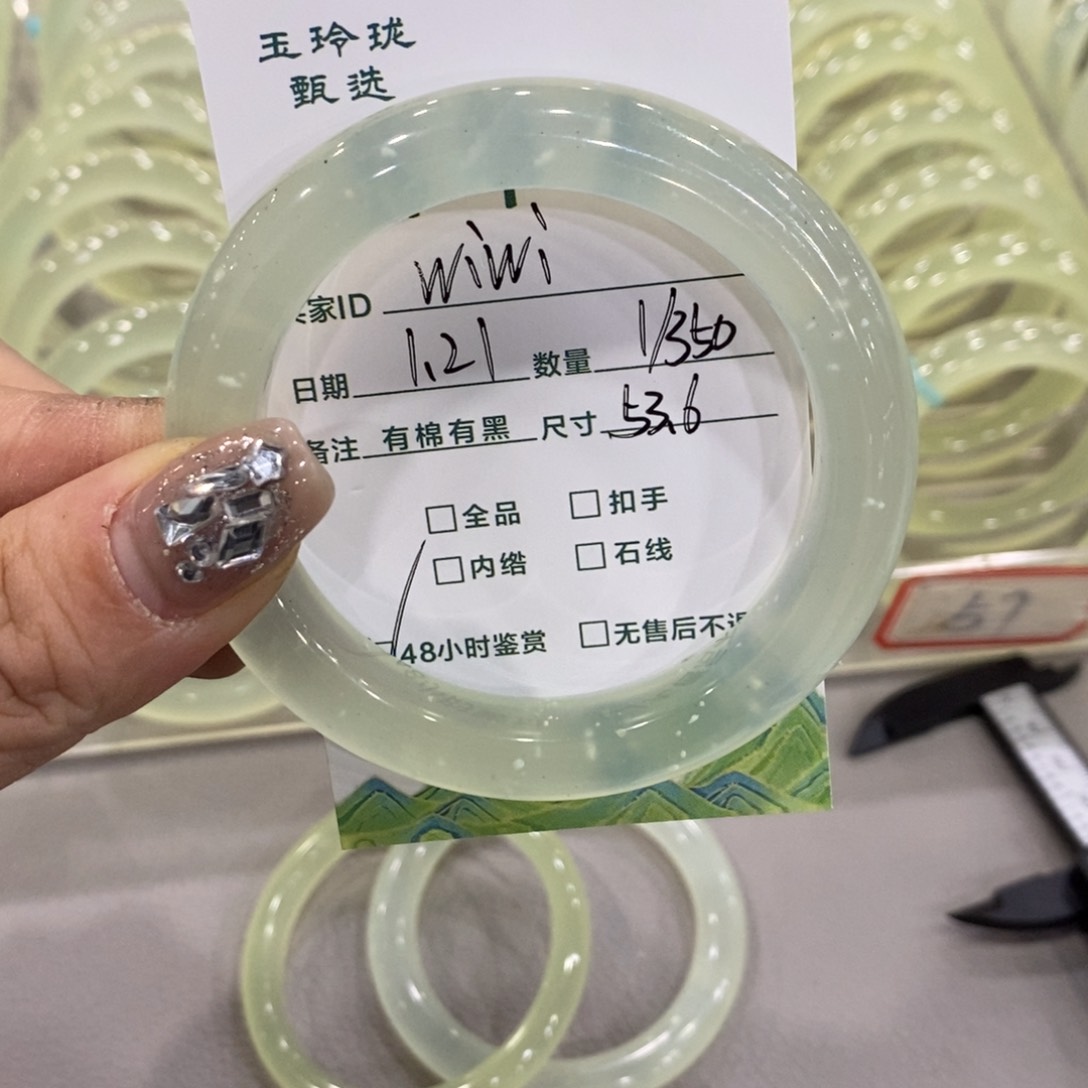 玉玲珑
甄选
家ID wiwi
日期 1.21 数量 1/350
备注 有棉有黑 尺寸 53.6
□全品 □扣手
□内绺 □石线
48小时鉴赏 □无售后不退
57